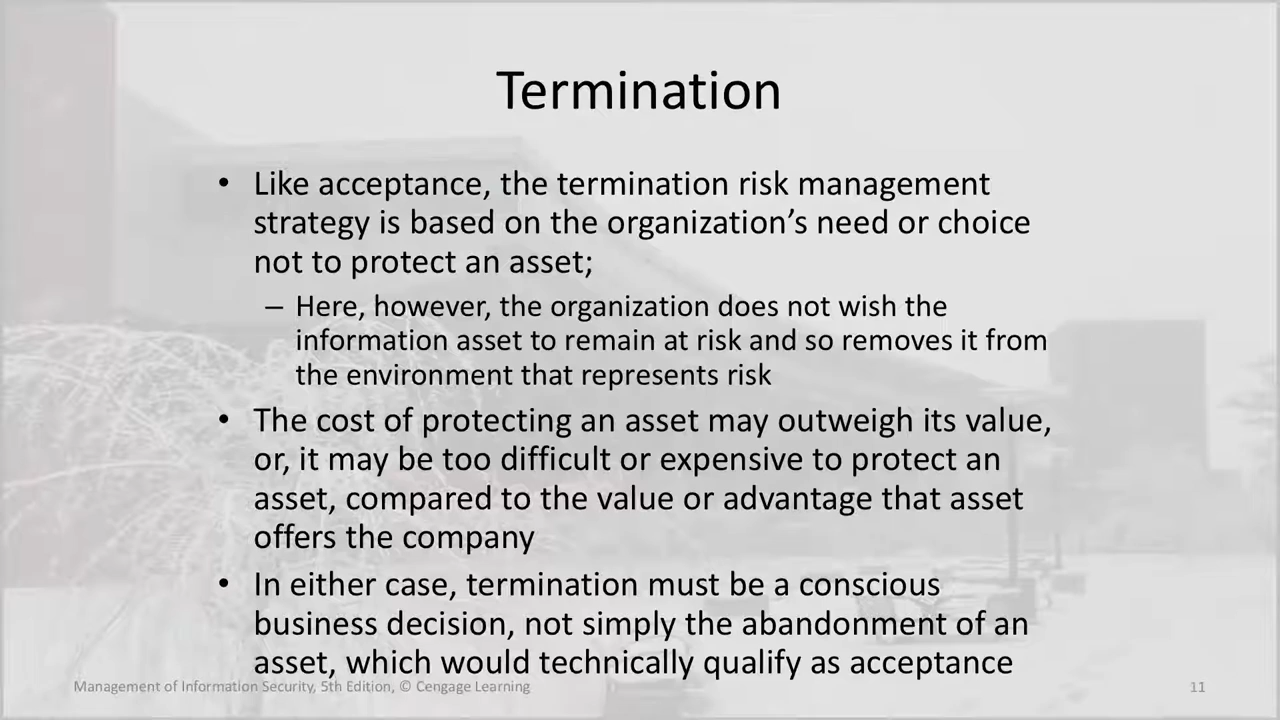 Termination
• Like acceptance, the termination risk management
strategy is based on the organization’s need or choice
not to protect an asset;
– Here, however, the organization does not wish the
information asset to remain at risk and so removes it from
the environment that represents risk
• The cost of protecting an asset may outweigh its value,
or, it may be too difficult or expensive to protect an
asset, compared to the value or advantage that asset
offers the company
• In either case, termination must be a conscious
business decision, not simply the abandonment of an
asset, which would technically qualify as acceptance
Management of Information Security, 5th Edition, © Cengage Learning
11